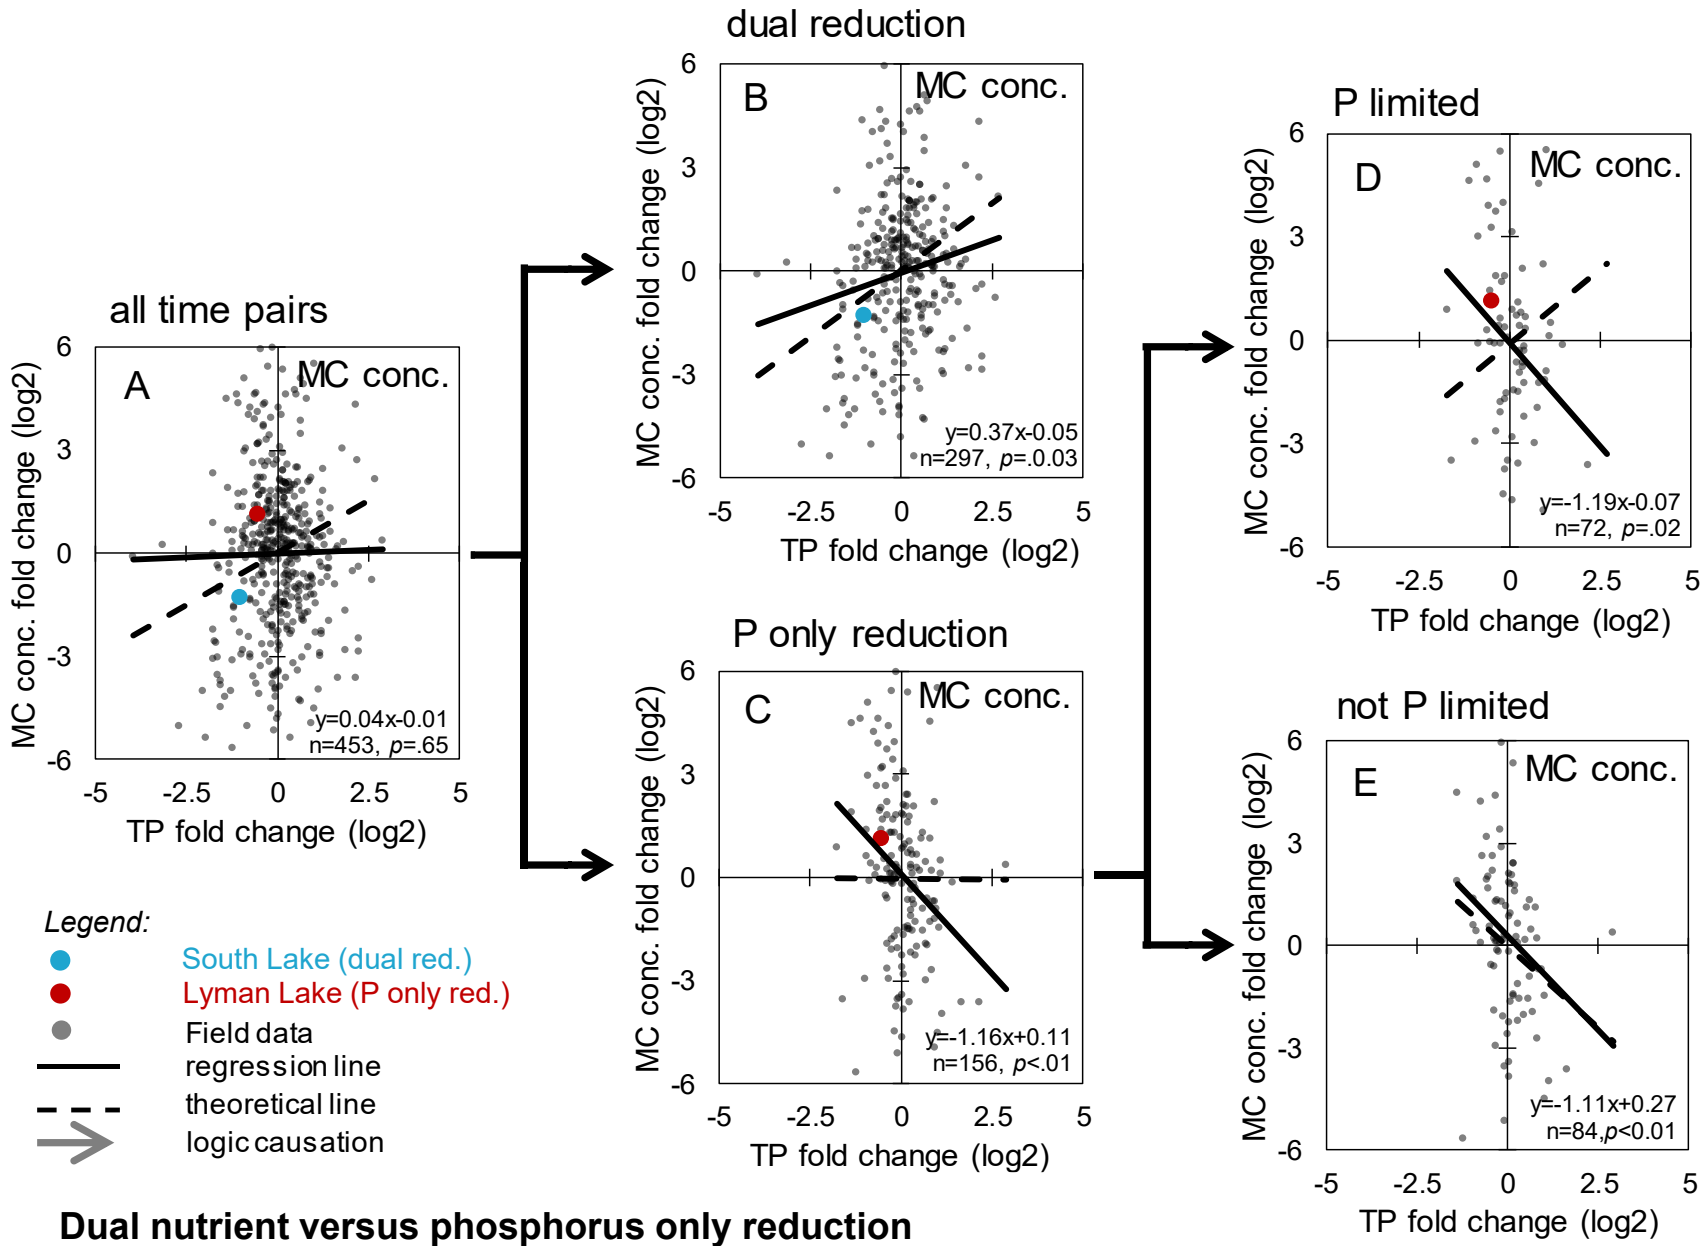 all time pairs
6
A
MC conc.
3
0
-3
-6
y=0.04x-0.01
n=453, p=.65
-5
-2.5
0
2.5
5
TP fold change (log2)
MC conc. fold change (log2)
dual reduction
6
B
MC conc.
3
0
-3
-6
y=0.37x-0.05
n=297, p=.0.03
-5
-2.5
0
2.5
5
TP fold change (log2)
MC conc. fold change (log2)
P only reduction
6
C
MC conc.
3
0
-3
-6
y=-1.16x+0.11
n=156, p<.01
-5
-2.5
0
2.5
5
TP fold change (log2)
MC conc. fold change (log2)
P limited
6
D
MC conc.
3
0
-3
-6
y=-1.19x-0.07
n=72, p=.02
-5
-2.5
0
2.5
5
TP fold change (log2)
MC conc. fold change (log2)
not P limited
6
E
MC conc.
3
0
-3
-6
y=-1.11x+0.27
n=84,p<0.01
-5
-2.5
0
2.5
5
TP fold change (log2)
MC conc. fold change (log2)
Legend:
South Lake (dual red.)
Lyman Lake (P only red.)
Field data
regression line
theoretical line
logic causation
Dual nutrient versus phosphorus only reduction